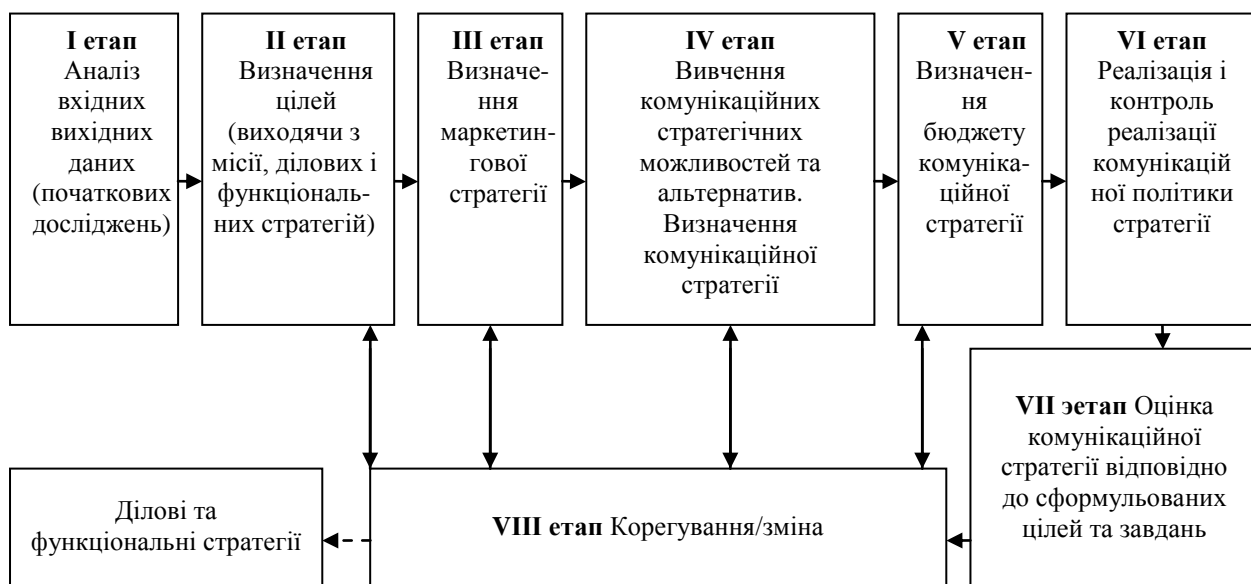 I етап
Аналіз
вхідних
вихідних
даних
(початкових
досліджень)
II етап
Визначення
цілей
(виходячи з
місії, ділових і
функціональ-
них стратегій)
III етап
Визначе-
ення
маркетин-
гової
стратегії
IV етап
Вивчення
комунікаційних
стратегічних
можливостей та
альтернатив.
Визначення
комунікаційної
стратегії
V етап
Визначен-
ня
бюджету
комуніка-
ційної
стратегії
VI етап
Реалізація і
контроль
реалізації
комунікацій
ної політики
стратегії
VII эетап Оцінка
комунікаційної
стратегії відповідно
до сформульованих
цілей та завдань
Ділові та
функціональні стратегії
VIII етап Корегування/зміна